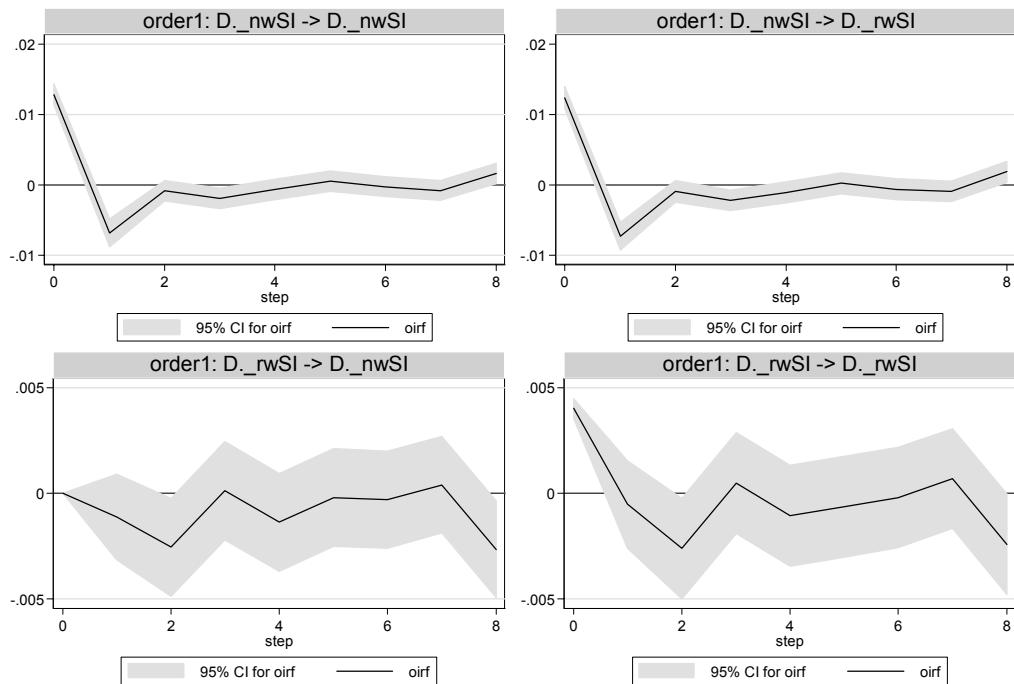 order1: D._nwSI -> D._nwSI
.02
.01
0
-.01
0 2 4 6 8
step
95% CI for oirf oirf
order1: D._nwSI -> D._rwSI
.02
.01
0
-.01
0 2 4 6 8
step
95% CI for oirf oirf
order1: D._rwSI -> D._nwSI
.005
0
-.005
0 2 4 6 8
step
95% CI for oirf oirf
order1: D._rwSI -> D._rwSI
.005
0
-.005
0 2 4 6 8
step
95% CI for oirf oirf